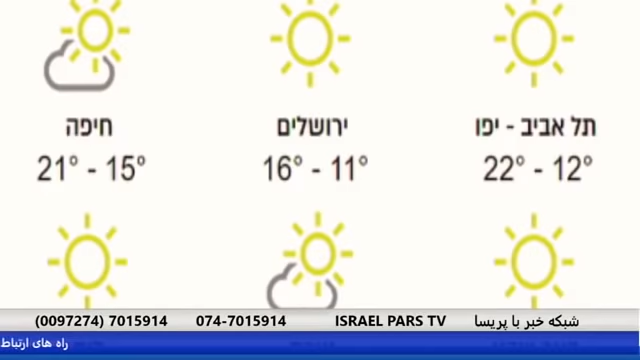 תל אביב - יפו
ירושלים
חיפה
22° - 12°
16° - 11°
21° - 15°
شبکه خبر با پریسا ISRAEL PARS TV 074-7015914 (0097274) 7015914
راه های ارتباط